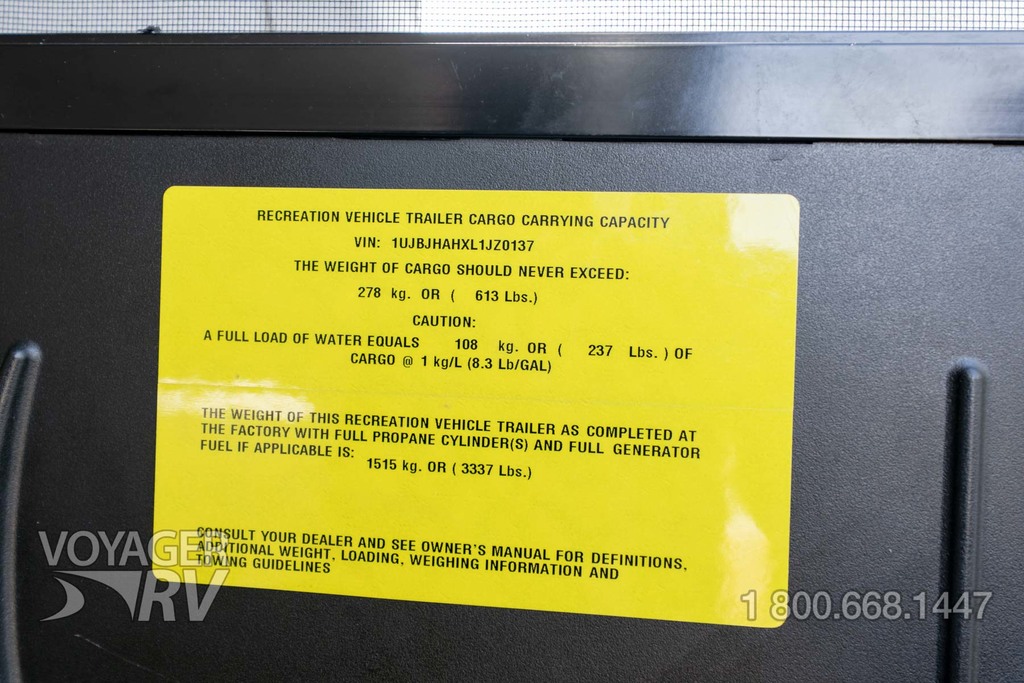 RECREATION VEHICLE TRAILER CARGO CARRYING CAPACITY
VIN: 1UJBJHAHXL1JZ0137
THE WEIGHT OF CARGO SHOULD NEVER EXCEED:
278 kg. OR ( 613 Lbs.)
CAUTION:
A FULL LOAD OF WATER EQUALS 108 kg. OR ( 237 Lbs. ) OF
CARGO @ 1 kg/L (8.3 Lb/GAL)
THE WEIGHT OF THIS RECREATION VEHICLE TRAILER AS COMPLETED AT
THE FACTORY WITH FULL PROPANE CYLINDER(S) AND FULL GENERATOR
FUEL IF APPLICABLE IS: 1515 kg. OR ( 3337 Lbs.)
CONSULT YOUR DEALER AND SEE OWNER'S MANUAL FOR DEFINITIONS,
ADDITIONAL WEIGHT, LOADING, WEIGHING INFORMATION AND
TOWING GUIDELINES
VOYAGER
RV
1 800.668.1447